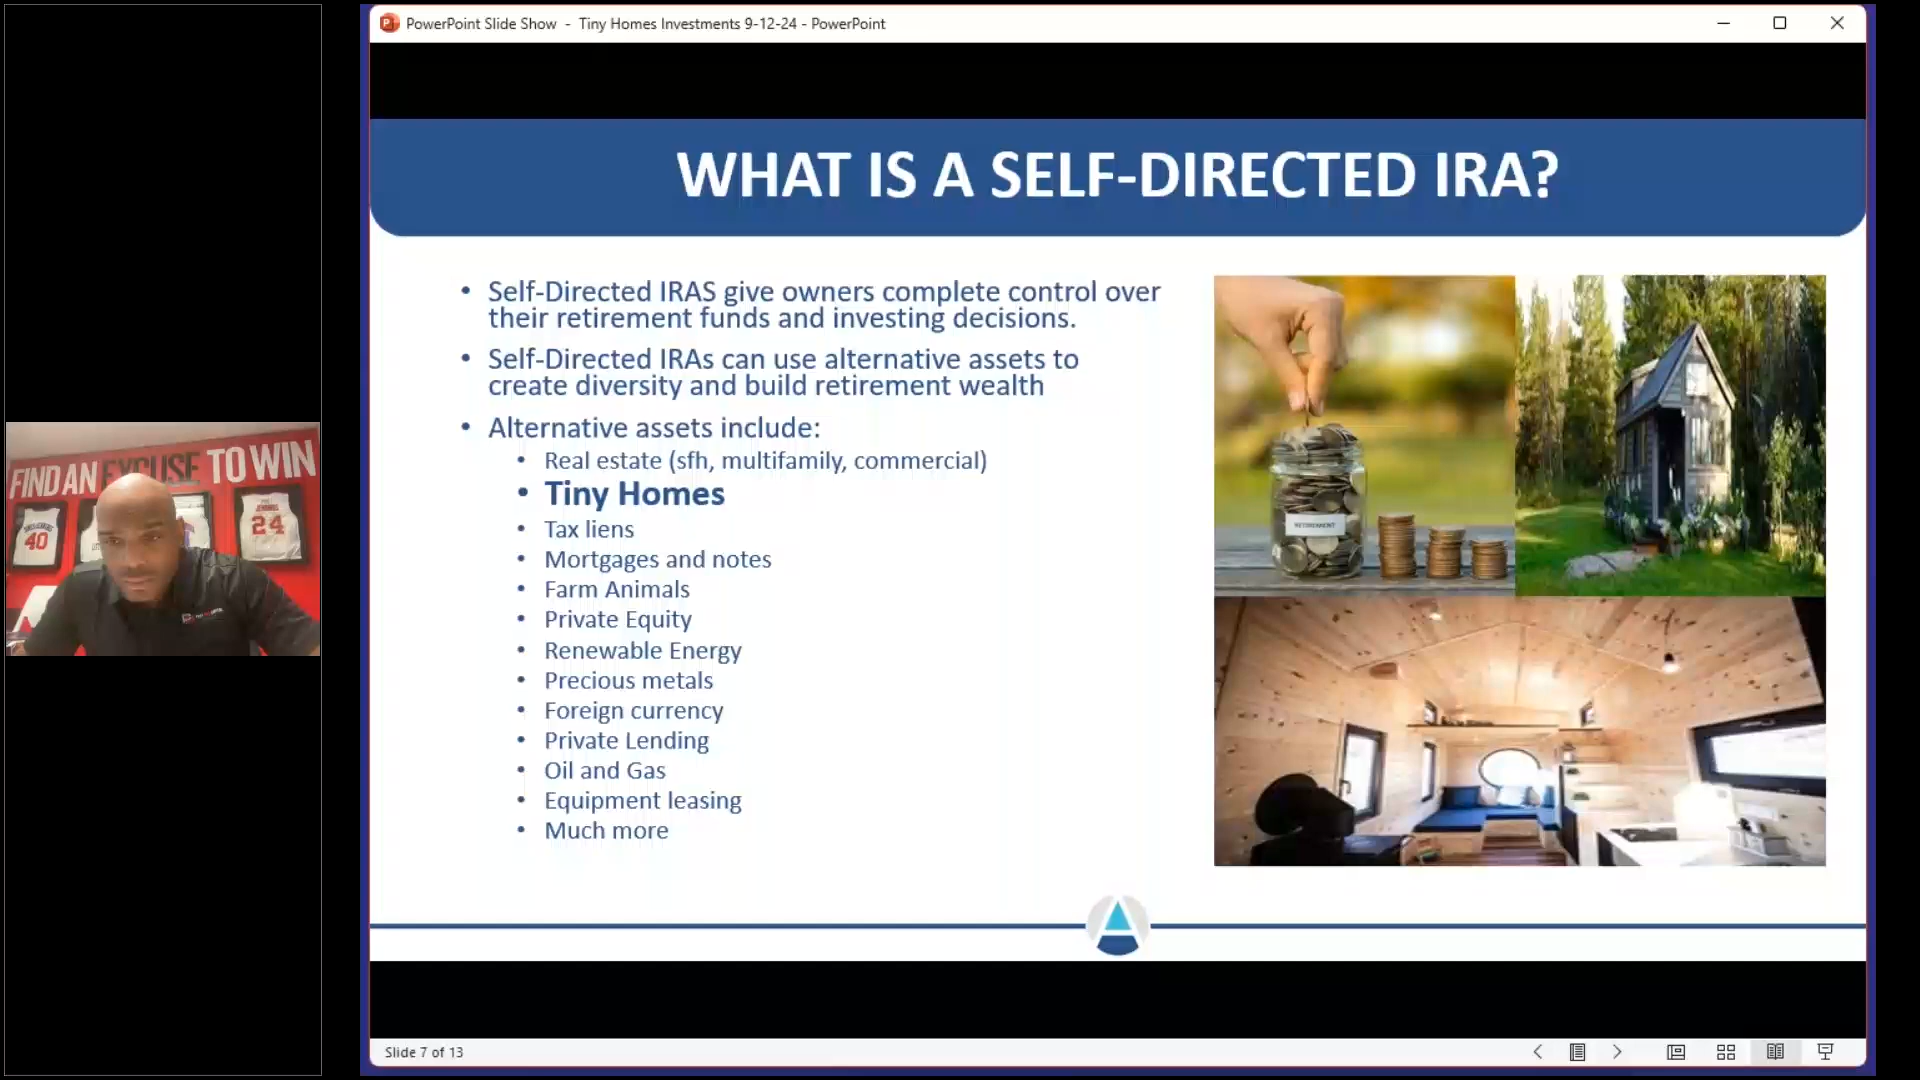 PowerPoint Slide Show - Tiny Homes Investments 9-12-24 - PowerPoint
WHAT IS A SELF-DIRECTED IRA?
• Self-Directed IRAS give owners complete control over
their retirement funds and investing decisions.
• Self-Directed IRAs can use alternative assets to
create diversity and build retirement wealth
• Alternative assets include:
• Real estate (sfh, multifamily, commercial)
• Tiny Homes
• Tax liens
• Mortgages and notes
• Farm Animals
• Private Equity
• Renewable Energy
• Precious metals
• Foreign currency
• Private Lending
• Oil and Gas
• Equipment leasing
• Much more
RETIREMENT
FIND AN EXCUSE TO WIN
40
JENNINGS
24
Slide 7 of 13